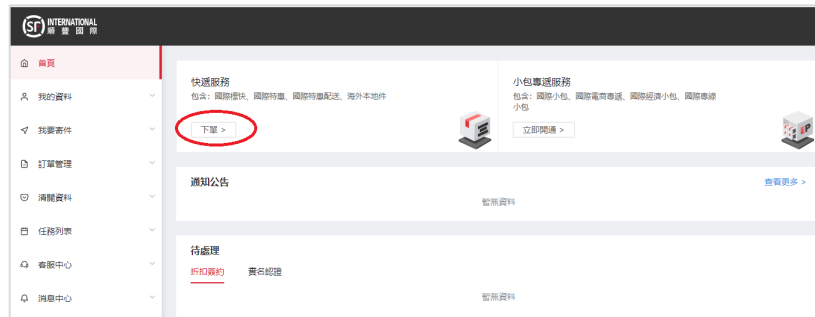 SF INTERNATIONAL
順豐國際
首頁
我的資料
我要寄件
訂單管理
清關資料
任務列表
客服中心
消息中心
快遞服務
包含：國際標快、國際特惠、國際特惠配送、海外本地件
下單 >
小包專遞服務
包含：國際小包、國際電商專遞、國際經濟小包、國際專線
小包
立即開通 >
通知公告
查看更多 >
暫無資料
待處理
折扣簽約 實名認證
暫無資料